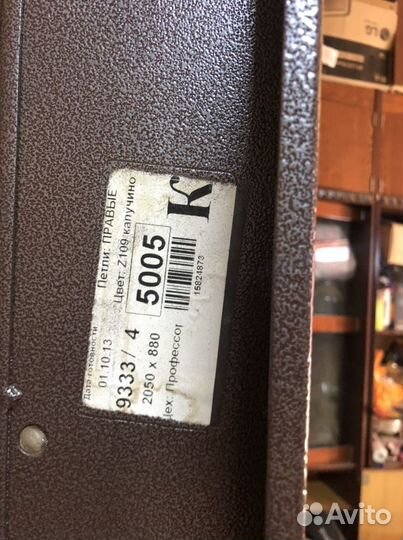 Дата готовности
01.10.13
Петли: ПРАВЫЕ
9333/ 4
Цвет: Z109 капучино
5005
2050 x 880
Цех: Профессор
15824873
К
LG
Avito